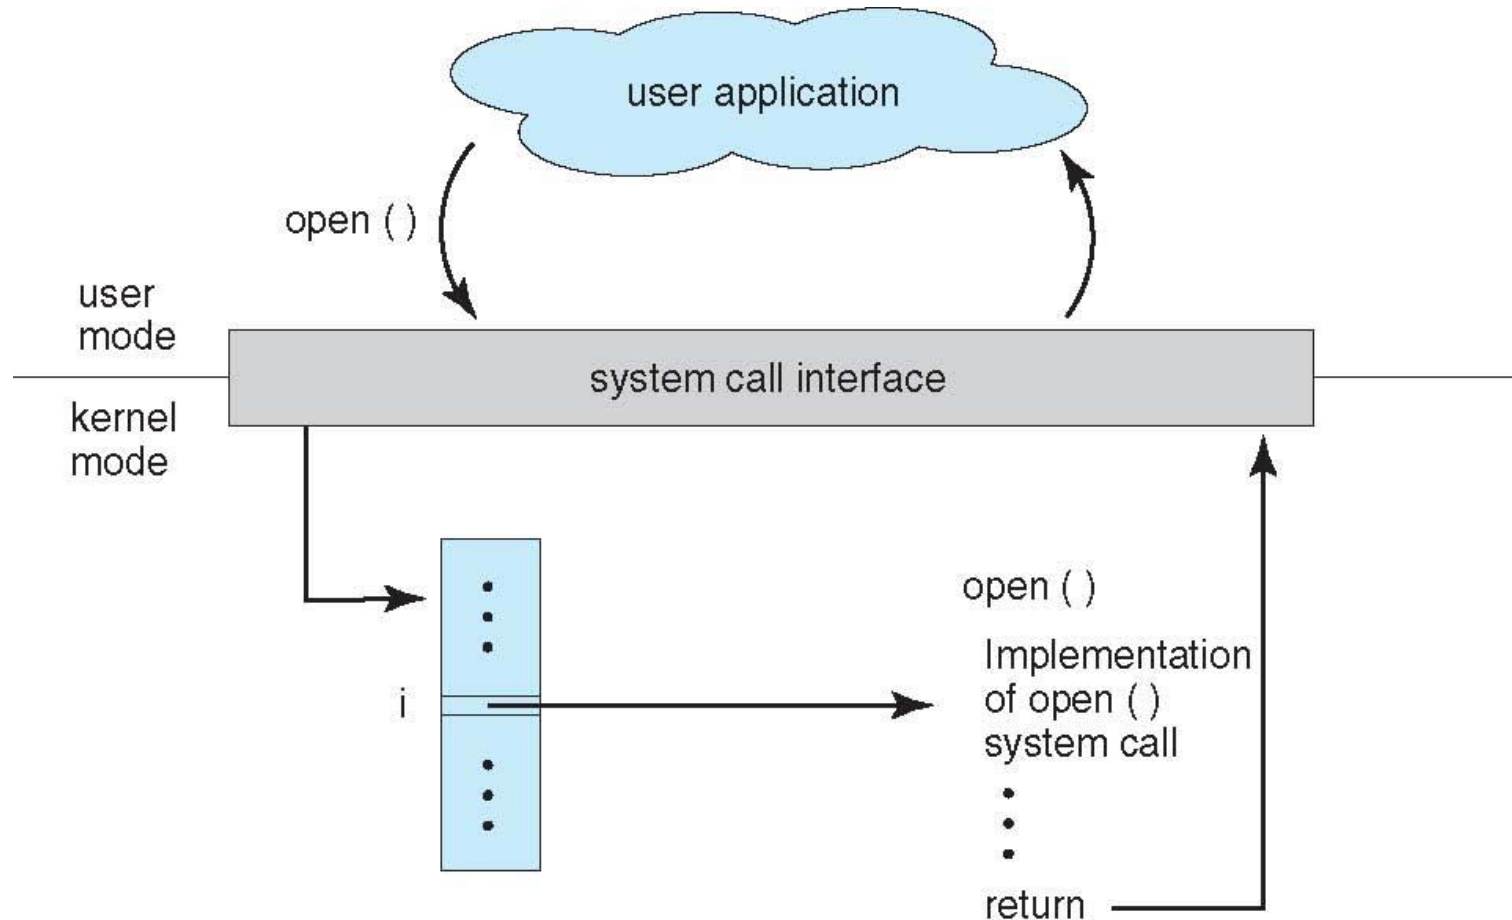 user application
open ( )
user
mode
system call interface
kernel
mode
open ( )
Implementation
i
of open ( )
system call
return